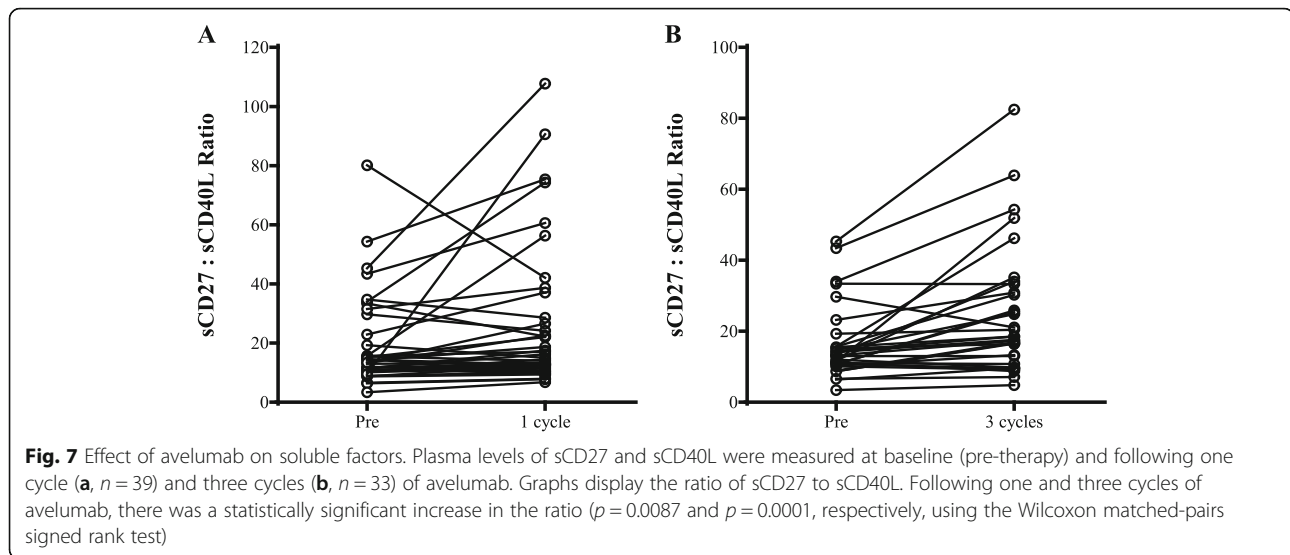 A
B
120
100
80
60
40
20
0
sCD27 : sCD40L Ratio
Pre
1 cycle
100
80
60
40
20
0
sCD27 : sCD40L Ratio
Pre
3 cycles
Fig. 7 Effect of avelumab on soluble factors. Plasma levels of sCD27 and sCD40L were measured at baseline (pre-therapy) and following one
cycle (a, n = 39) and three cycles (b, n = 33) of avelumab. Graphs display the ratio of sCD27 to sCD40L. Following one and three cycles of
avelumab, there was a statistically significant increase in the ratio (p = 0.0087 and p = 0.0001, respectively, using the Wilcoxon matched-pairs
signed rank test)